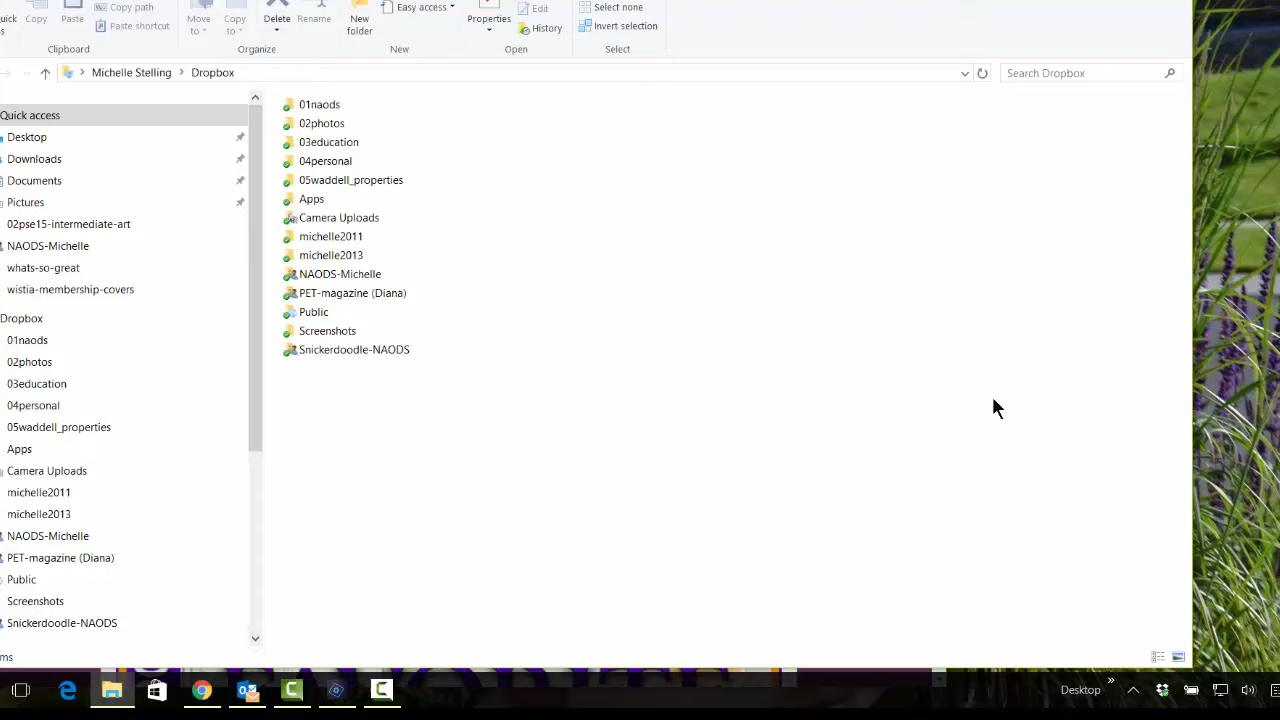 Copy path
Easy access
Select none
Copy
Paste
Paste shortcut
Move
to
Copy
to
Delete
Rename
New
folder
Properties
Edit
History
Invert selection
Clipboard
Organize
New
Open
Select
Michelle Stelling
Dropbox
Search Dropbox
Quick access
Desktop
Downloads
Documents
Pictures
02pse15-intermediate-art
NAODS-Michelle
whats-so-great
wistia-membership-covers
Dropbox
01naods
02photos
03education
04personal
05waddell_properties
Apps
Camera Uploads
michelle2011
michelle2013
NAODS-Michelle
PET-magazine (Diana)
Public
Screenshots
Snickerdoodle-NAODS
01naods
02photos
03education
04personal
05waddell_properties
Apps
Camera Uploads
michelle2011
michelle2013
NAODS-Michelle
PET-magazine (Diana)
Public
Screenshots
Snickerdoodle-NAODS
Desktop